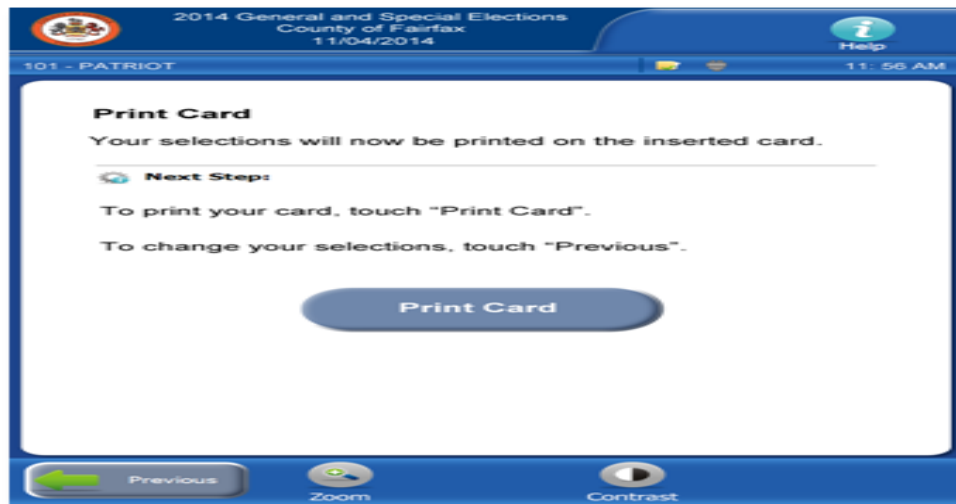 2014 General and Special Elections
County of Fairfax
11/04/2014
Help
101 - PATRIOT
11: 56 AM
Print Card
Your selections will now be printed on the inserted card.
Next Step:
To print your card, touch "Print Card".
To change your selections, touch "Previous".
Print Card
Previous
Zoom
Contrast